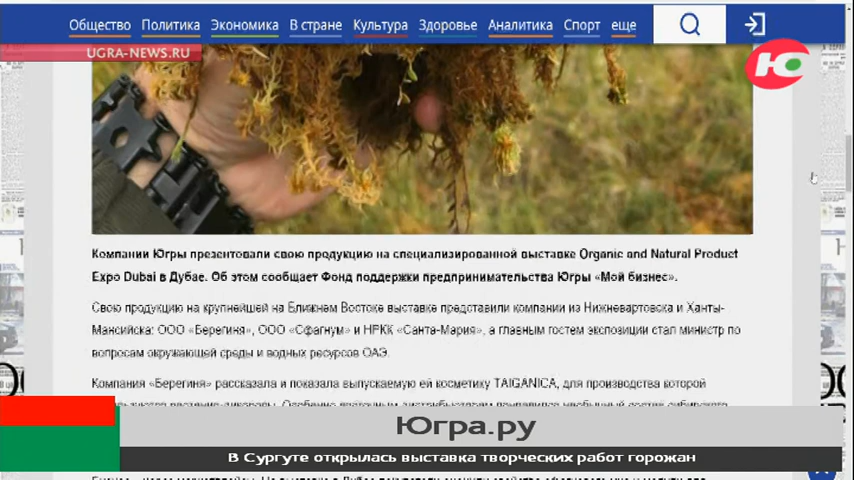 Общество Политика Экономика В стране Культура Здоровье Аналитика Спорт еще
UGRA-NEWS.RU
Ю
Компании Югры презентовали свою продукцию на специализированной выставке Organic and Natural Product
Expo Dubai в Дубае. Об этом сообщает Фонд поддержки предпринимательства Югры «Мой бизнес».
Свою продукцию на крупнейшей на Ближнем Востоке выставке представили компании из Нижневартовска и Ханты-
Мансийска: ООО «Берегиня», ООО «Сфагнум» и НРКК «Санта-Мария», а главным гостем экспозиции стал министр по
вопросам окружающей среды и водных ресурсов ОАЭ.
Компания «Берегиня» рассказала и показала выпускаемую ей косметику TAIGANICA, для производства которой
Югра.ру
В Сургуте открылась выставка творческих работ горожан